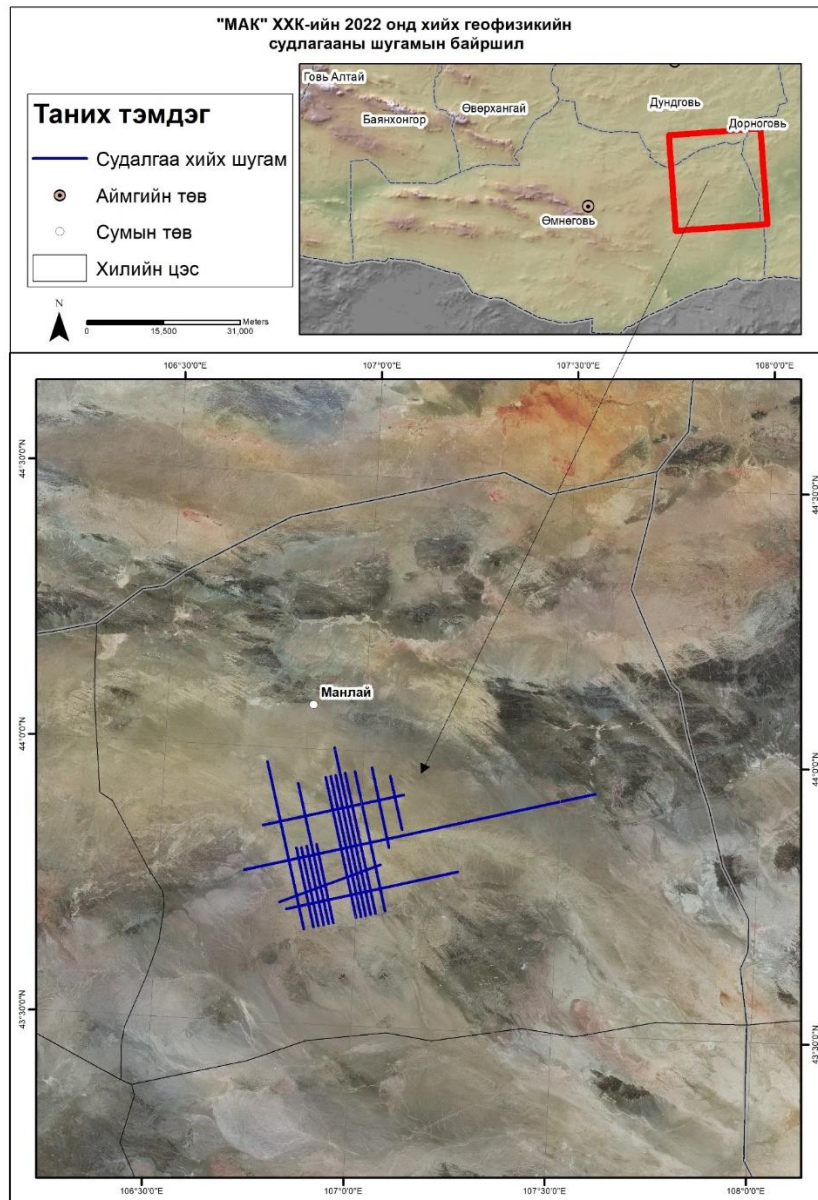 "МАК" ХХК-ийн 2022 онд хийх геофизикийн
судлагааны шугамын байршил
Таних тэмдэг
Судалгаа хийх шугам
Аймгийн төв
Сумын төв
Хилийн цэс
N
Meters
0 15,500 31,000
Говь Алтай
Баянхонгор
Өвөрхангай
Дундговь
Дорноговь
Өмнөговь
106°30'0"E 107°0'0"E 107°30'0"E 108°0'0"E
44°30'0"N
44°30'0"N
Манлай
44°0'0"N
44°0'0"N
43°30'0"N
43°30'0"N
106°30'0"E 107°0'0"E 107°30'0"E 108°0'0"E